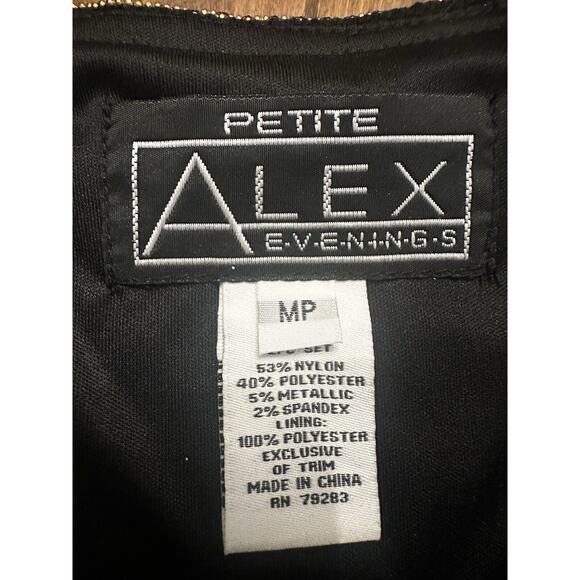 PETITE
ALEX
E·V·E·N·I·N·G·S
MP
SET
53% NYLON
40% POLYESTER
5% METALLIC
2% SPANDEX
LINING:
100% POLYESTER
EXCLUSIVE
OF TRIM
MADE IN CHINA
RN 79283